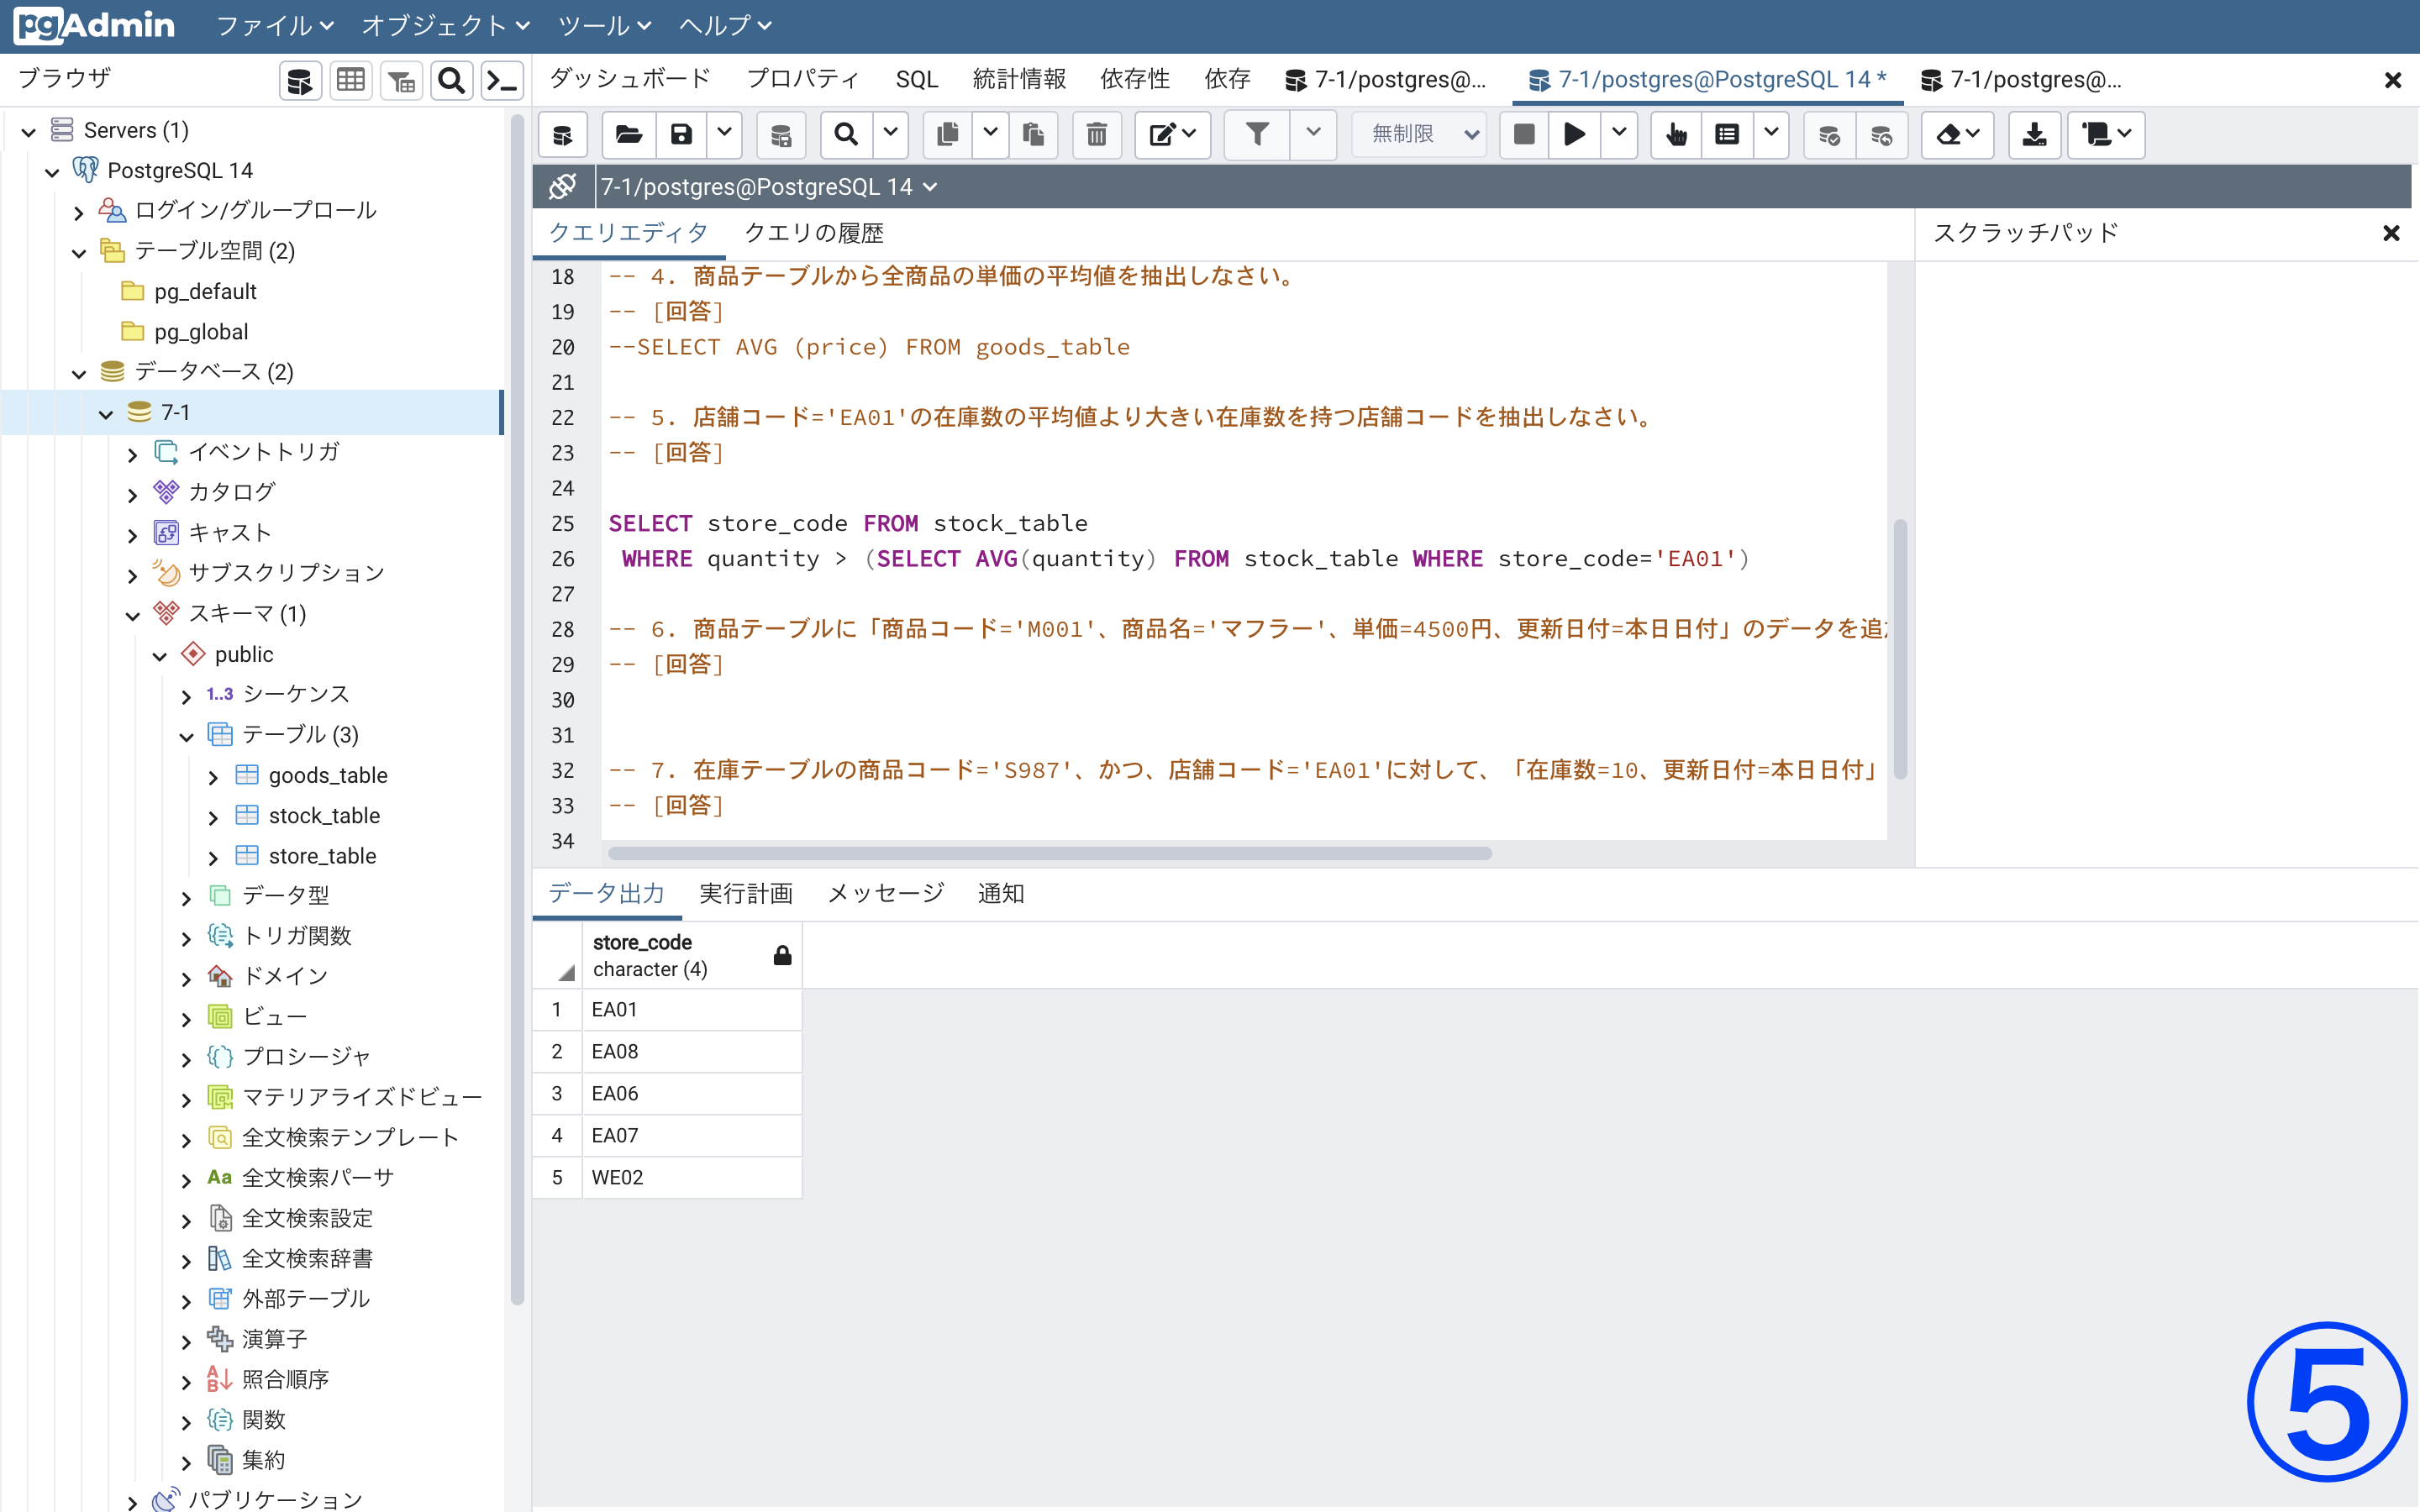 pgAdmin ファイル オブジェクト ツール ヘルプ
ブラウザ
ダッシュボード プロパティ SQL 統計情報 依存性 依存 7-1/postgres@... 7-1/postgres@PostgreSQL 14 * 7-1/postgres@...
無制限
7-1/postgres@PostgreSQL 14
クエリエディタ クエリの履歴
スクラッチパッド
Servers (1)
PostgreSQL 14
ログイン/グループロール
テーブル空間 (2)
pg_default
pg_global
データベース (2)
7-1
イベントトリガ
カタログ
キャスト
サブスクリプション
スキーマ (1)
public
1..3 シーケンス
テーブル (3)
goods_table
stock_table
store_table
データ型
トリガ関数
ドメイン
ビュー
プロシージャ
マテリアライズドビュー
全文検索テンプレート
Aa 全文検索パーサ
全文検索設定
全文検索辞書
外部テーブル
演算子
照合順序
関数
集約
パブリケーション
18 -- 4. 商品テーブルから全商品の単価の平均値を抽出しなさい。
19 -- [回答]
20 --SELECT AVG (price) FROM goods_table
21
22 -- 5. 店舗コード='EA01'の在庫数の平均値より大きい在庫数を持つ店舗コードを抽出しなさい。
23 -- [回答]
24
25 SELECT store_code FROM stock_table
26 WHERE quantity > (SELECT AVG(quantity) FROM stock_table WHERE store_code='EA01')
27
28 -- 6. 商品テーブルに「商品コード='M001'、商品名='マフラー'、単価=4500円、更新日付=本日日付」のデータを追
29 -- [回答]
30
31
32 -- 7. 在庫テーブルの商品コード='S987'、かつ、店舗コード='EA01'に対して、「在庫数=10、更新日付=本日日付」
33 -- [回答]
34
データ出力 実行計画 メッセージ 通知
store_code
character (4)
1 EA01
2 EA08
3 EA06
4 EA07
5 WE02
⑤